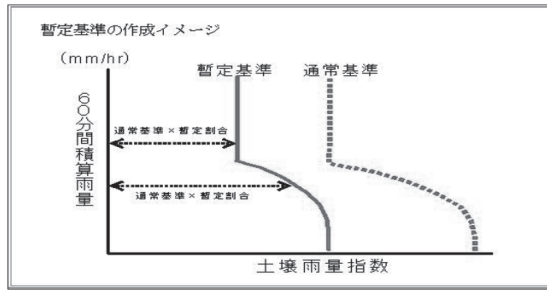 暫定基準の作成イメージ
(mm/hr)
暫定基準
通常基準
60分間積算雨量
通常基準×暫定割合
通常基準×暫定割合
土壌雨量指数